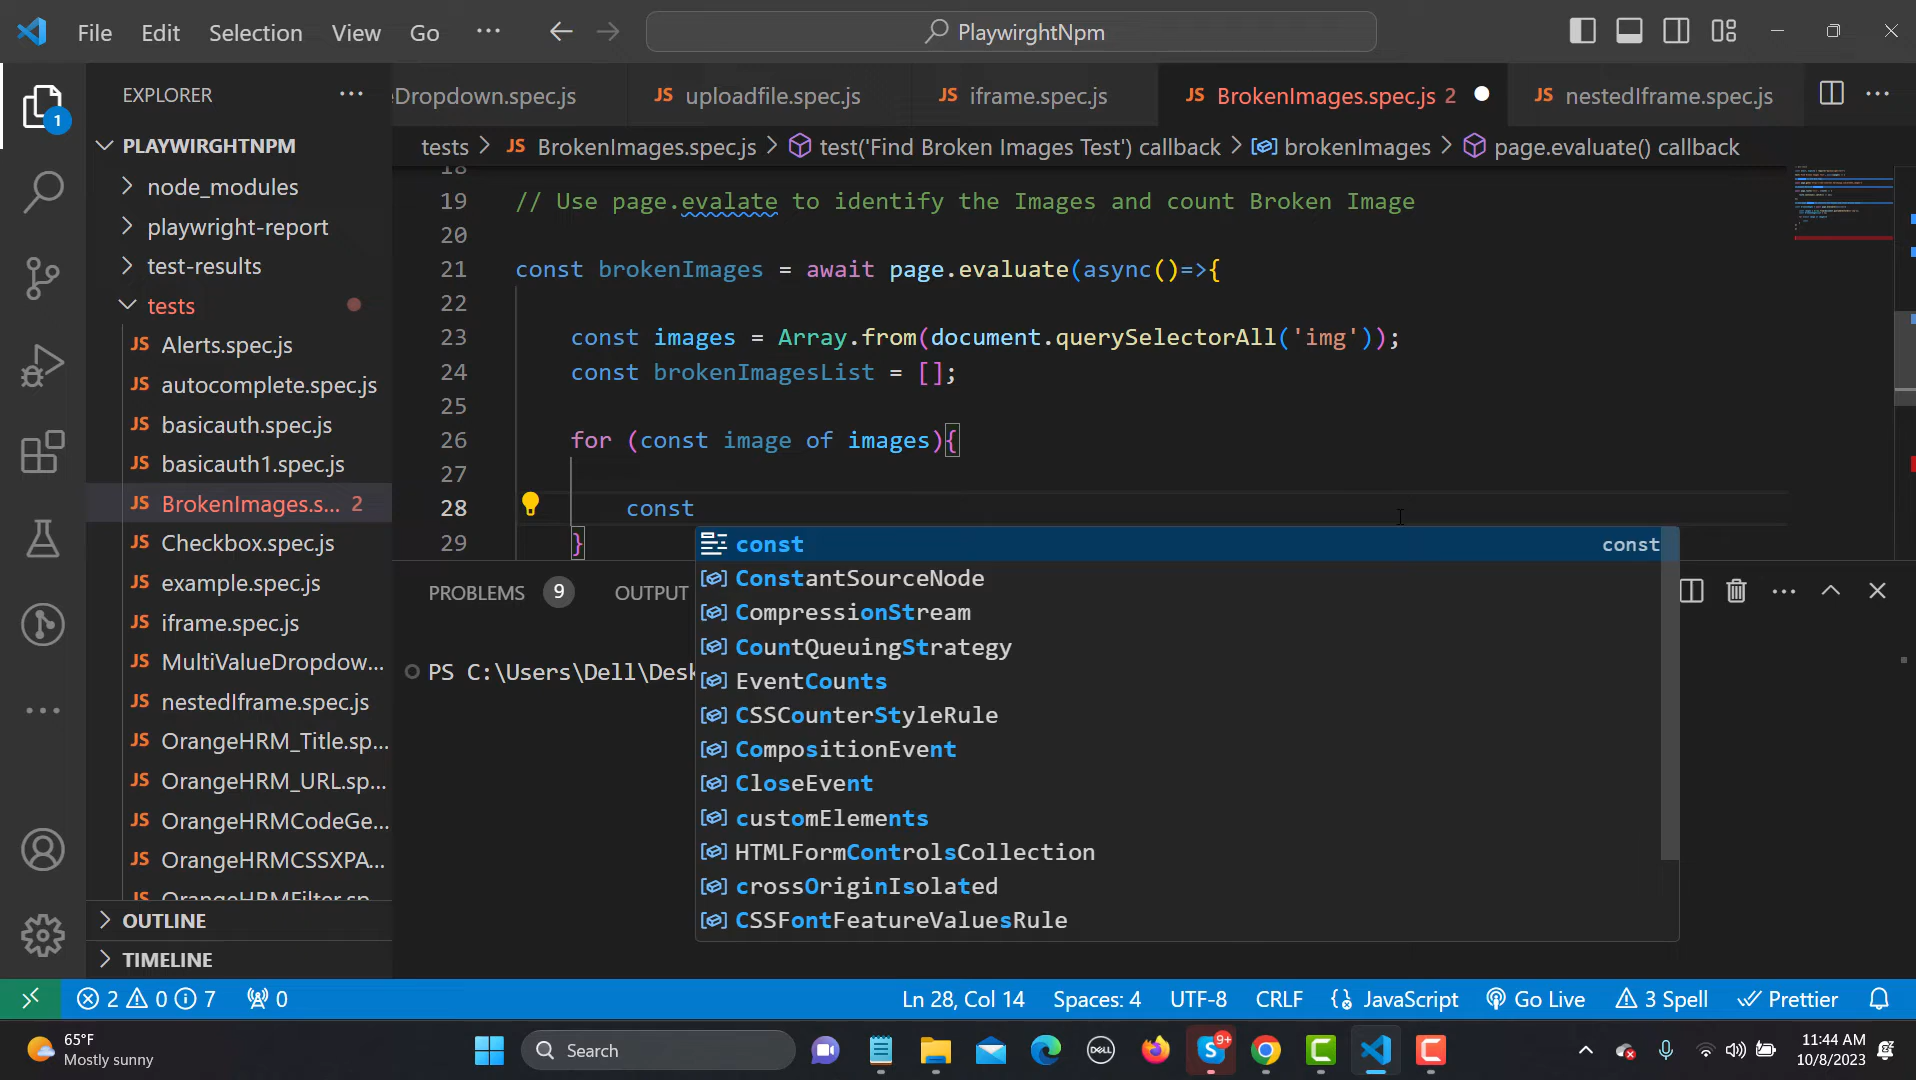 File Edit Selection View Go ··· PlaywirghtNpm
EXPLORER ···
Dropdown.spec.js JS uploadfile.spec.js JS iframe.spec.js JS BrokenImages.spec.js 2 JS nestedIframe.spec.js ···
tests > JS BrokenImages.spec.js > test('Find Broken Images Test') callback > brokenImages > page.evaluate() callback
1
PLAYWIRGHTNPM
node_modules
playwright-report
test-results
tests
JS Alerts.spec.js
JS autocomplete.spec.js
JS basicauth.spec.js
JS basicauth1.spec.js
JS BrokenImages.s... 2
JS Checkbox.spec.js
JS example.spec.js
JS iframe.spec.js
JS MultiValueDropdow...
JS nestedIframe.spec.js
JS OrangeHRM_Title.sp...
JS OrangeHRM_URL.sp...
JS OrangeHRMCodeGe...
JS OrangeHRMCSSXPA...
JS OrangeHRMFilter.sp
OUTLINE
TIMELINE
18
19 // Use page.evalate to identify the Images and count Broken Image
20
21 const brokenImages = await page.evaluate(async()=>{
22
23 const images = Array.from(document.querySelectorAll('img'));
24 const brokenImagesList = [];
25
26 for (const image of images){
27
28 const
29 }
const const
ConstantSourceNode
CompressionStream
CountQueuingStrategy
EventCounts
CSSCounterStyleRule
CompositionEvent
CloseEvent
customElements
HTMLFormControlsCollection
crossOriginIsolated
CSSFontFeatureValuesRule
PROBLEMS 9 OUTPUT ···
PS C:\Users\Dell\Desk
2 0 7 0 Ln 28, Col 14 Spaces: 4 UTF-8 CRLF JavaScript Go Live 3 Spell Prettier
65°F
Mostly sunny
Search
DELL
S 9+
11:44 AM
10/8/2023